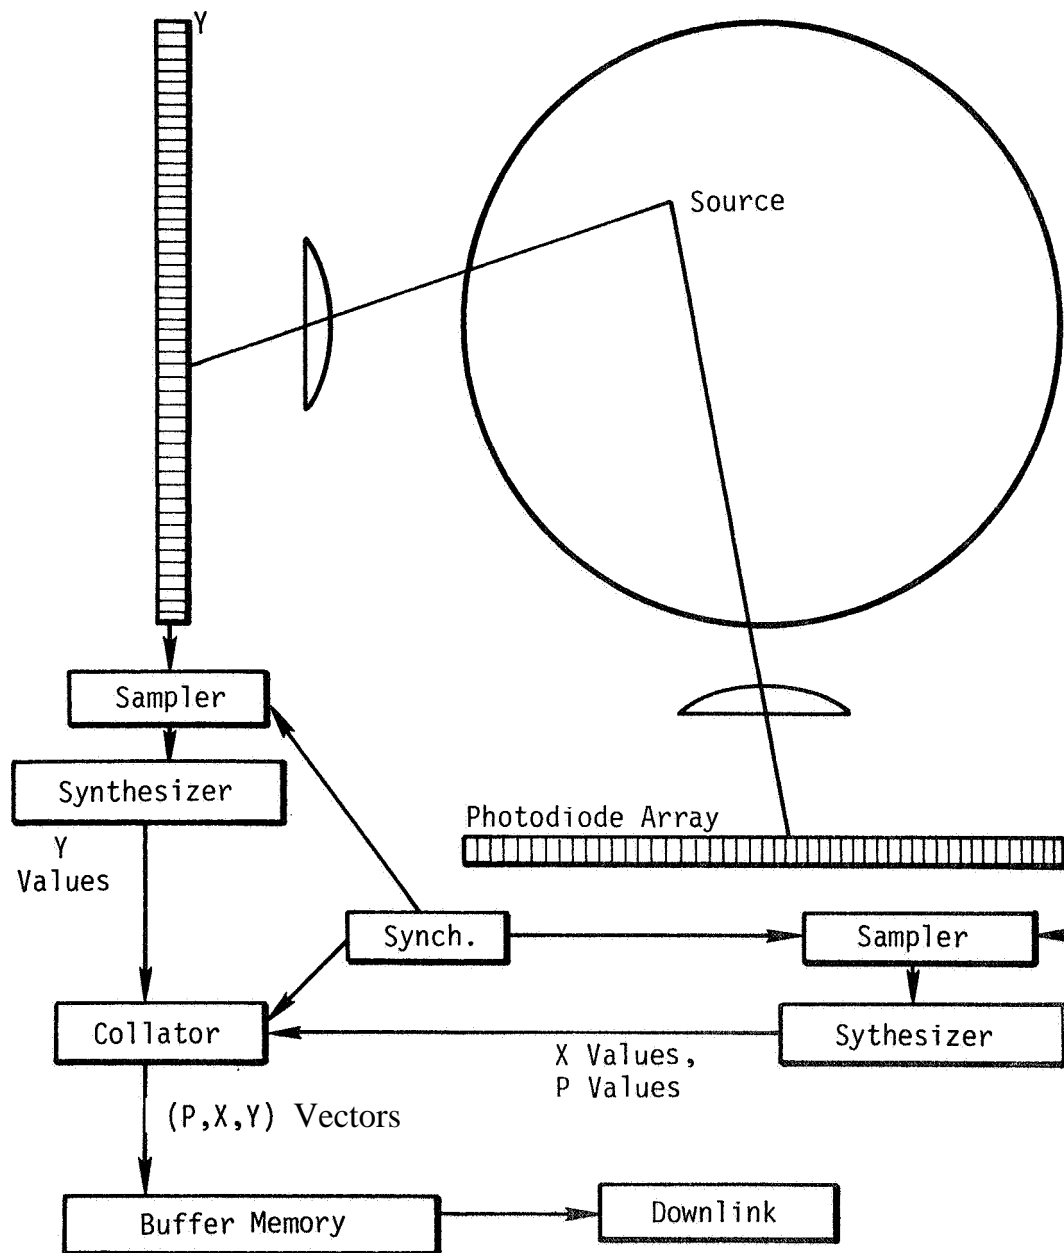 Y
Source
Sampler
Synthesizer
Photodiode Array
Y
Values
Synch.
Sampler
Collator
Sythesizer
X Values,
P Values
(P,X,Y) Vectors
Buffer Memory
Downlink